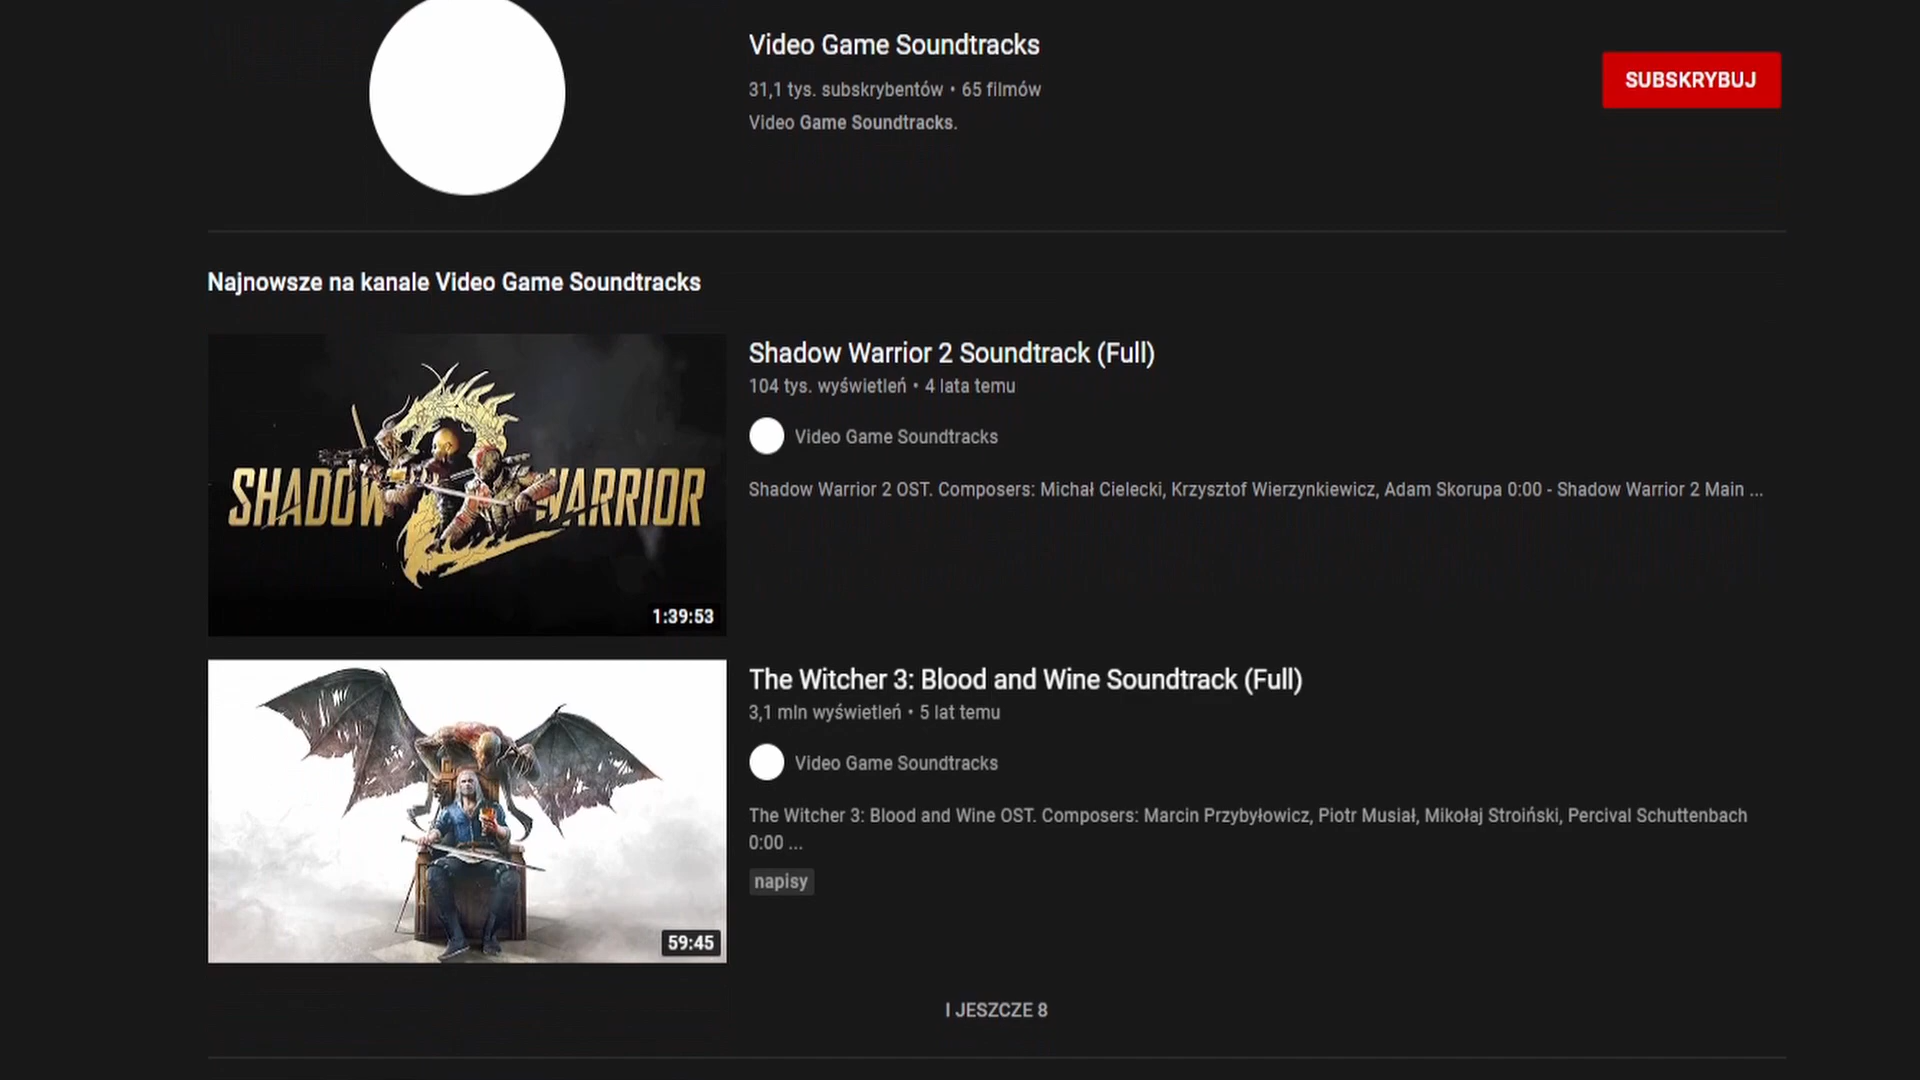 Video Game Soundtracks
31,1 tys. subskrybentów • 65 filmów
Video Game Soundtracks.
SUBSKRYBUJ
Najnowsze na kanale Video Game Soundtracks
SHADOW WARRIOR
1:39:53
Shadow Warrior 2 Soundtrack (Full)
104 tys. wyświetleń • 4 lata temu
Video Game Soundtracks
Shadow Warrior 2 OST. Composers: Michał Cielecki, Krzysztof Wierzynkiewicz, Adam Skorupa 0:00 - Shadow Warrior 2 Main ...
59:45
The Witcher 3: Blood and Wine Soundtrack (Full)
3,1 mln wyświetleń • 5 lat temu
Video Game Soundtracks
The Witcher 3: Blood and Wine OST. Composers: Marcin Przybyłowicz, Piotr Musiał, Mikołaj Stroiński, Percival Schuttenbach
0:00 ...
napisy
I JESZCZE 8